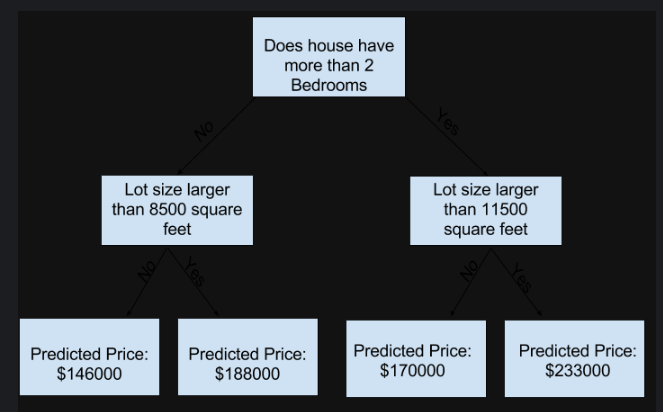 Does house have
more than 2
Bedrooms
No
Yes
Lot size larger
than 8500 square
feet
Lot size larger
than 11500
square feet
No
Yes
No
Yes
Predicted Price:
$146000
Predicted Price:
$188000
Predicted Price:
$170000
Predicted Price:
$233000